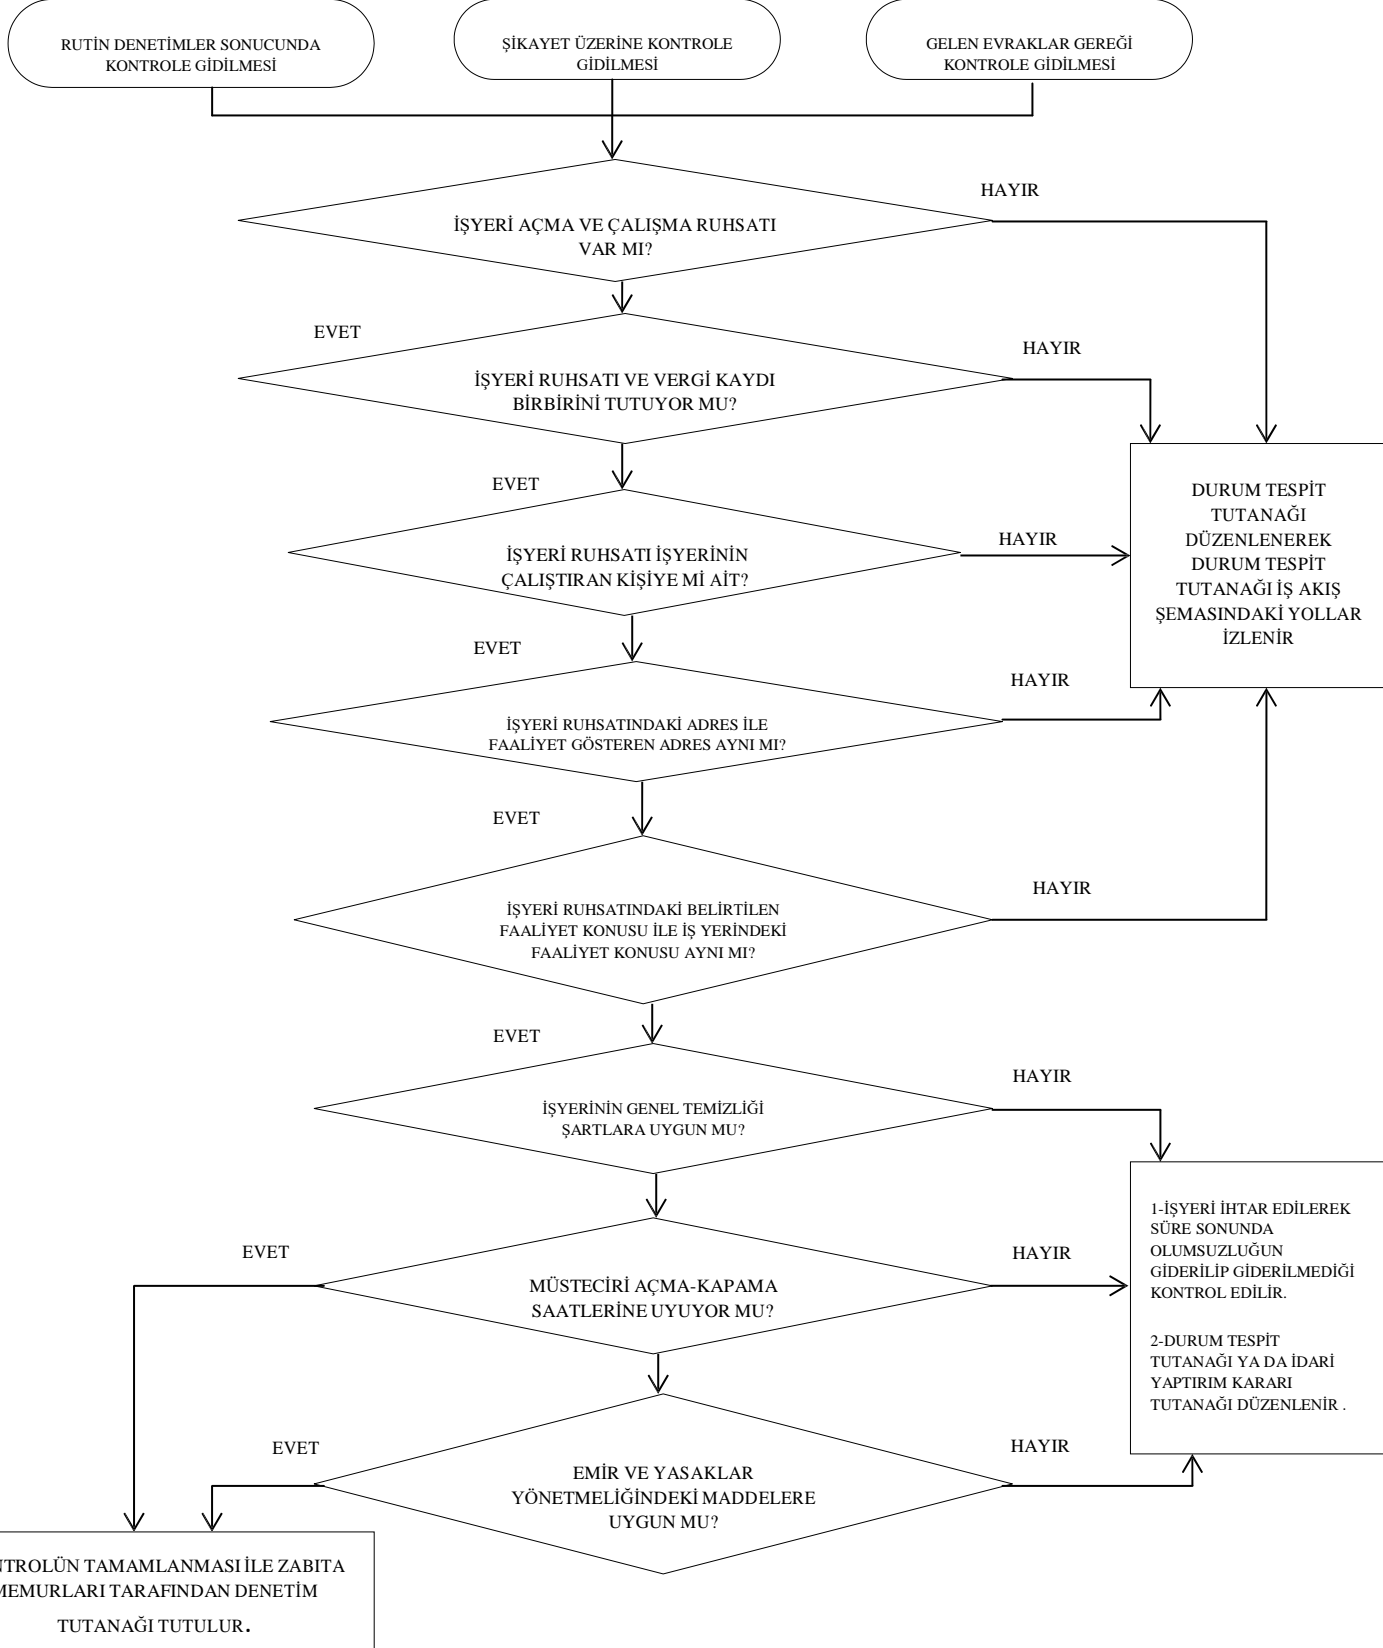 RUTİN DENETİMLER SONUCUNDA
KONTROLE GİDİLMESİ
ŞİKAYET ÜZERİNE KONTROLE
GİDİLMESİ
GELEN EVRAKLAR GEREĞİ
KONTROLE GİDİLMESİ
HAYIR
İŞYERİ AÇMA VE ÇALIŞMA RUHSATI
VAR MI?
EVET
HAYIR
İŞYERİ RUHSATI VE VERGİ KAYDI
BİRBİRİNİ TUTUYOR MU?
EVET
HAYIR
İŞYERİ RUHSATI İŞYERİNİN
ÇALIŞTIRAN KİŞİYE Mİ AİT?
DURUM TESPİT
TUTANAĞI
DÜZENLENEREK
DURUM TESPİT
TUTANAĞI İŞ AKIŞ
ŞEMASINDAKİ YOLLAR
İZLENİR
EVET
HAYIR
İŞYERİ RUHSATINDAKİ ADRES İLE
FAALİYET GÖSTEREN ADRES AYNI MI?
EVET
HAYIR
İŞYERİ RUHSATINDAKİ BELİRTİLEN
FAALİYET KONUSU İLE İŞ YERİNDEKİ
FAALİYET KONUSU AYNI MI?
EVET
HAYIR
İŞYERİNİN GENEL TEMİZLİĞİ
ŞARTLARA UYGUN MU?
EVET
HAYIR
MÜSTECİRİ AÇMA-KAPAMA
SAATLERİNE UYUYOR MU?
1-İŞYERİ İHTAR EDİLEREK
SÜRE SONUNDA
OLUMSUZLUĞUN
GİDERİLİP GİDERİLMEDİĞİ
KONTROL EDİLİR.
2-DURUM TESPİT
TUTANAĞI YA DA İDARİ
YAPTIRIM KARARI
TUTANAĞI DÜZENLENİR .
EVET
HAYIR
EMİR VE YASAKLAR
YÖNETMELİĞİNDEKİ MADDELERE
UYGUN MU?
NTROLÜN TAMAMLANMASI İLE ZABITA
MEMURLARI TARAFINDAN DENETİM
TUTANAĞI TUTULUR.